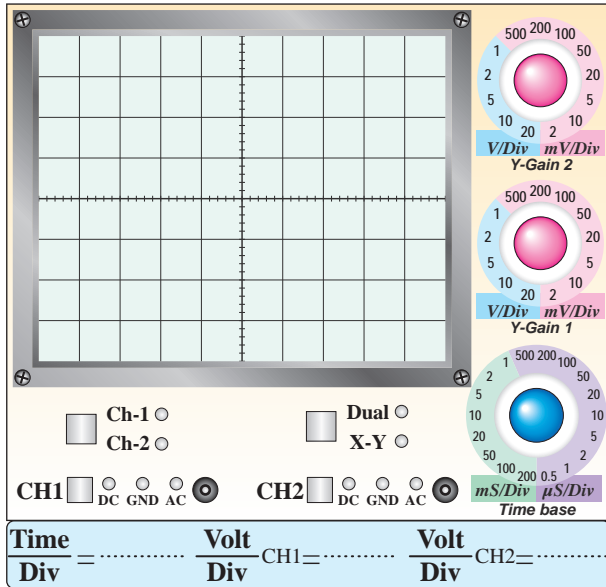 500 200 100
1 50
2 20
5 5
10 10
20 2
V/Div mV/Div
Y-Gain 2
500 200 100
1 50
2 20
5 5
10 10
20 2
V/Div mV/Div
Y-Gain 1
1 500 200 100
2 50
5 20
10 10
20 5
50 2
100 200 0.5 1
mS/Div µS/Div
Time base
Ch-1 Dual
Ch-2 X-Y
CH1 DC GND AC CH2 DC GND AC
Time/Div = ............ Volt/Div CH1= ............ Volt/Div CH2= ............